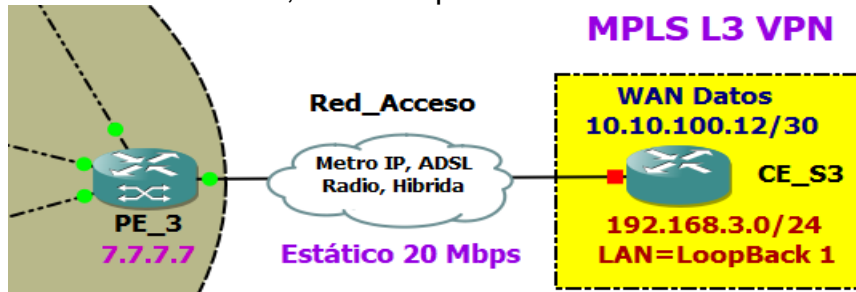 MPLS L3 VPN
Red_Acceso
WAN Datos
10.10.100.12/30
Metro IP, ADSL
Radio, Hibrida
CE_S3
PE_3
7.7.7.7
Estático 20 Mbps
192.168.3.0/24
LAN=LoopBack 1